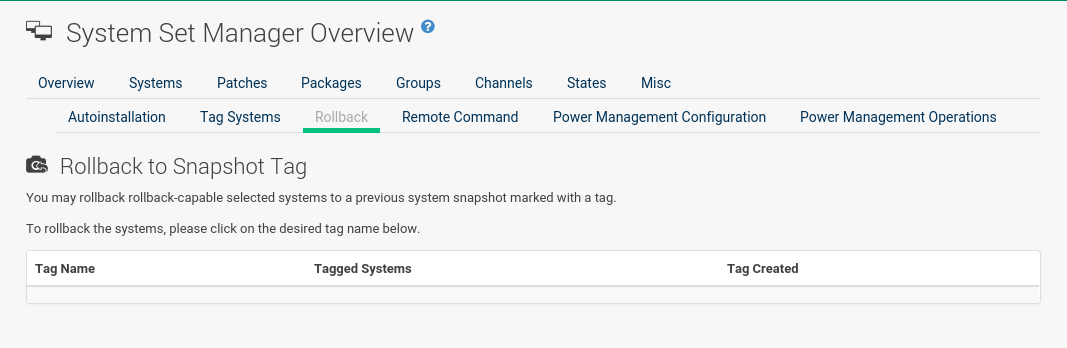 System Set Manager Overview ?
Overview Systems Patches Packages Groups Channels States Misc
Autoinstallation Tag Systems Rollback Remote Command Power Management Configuration Power Management Operations
Rollback to Snapshot Tag
You may rollback rollback-capable selected systems to a previous system snapshot marked with a tag.
To rollback the systems, please click on the desired tag name below.
Tag Name Tagged Systems Tag Created